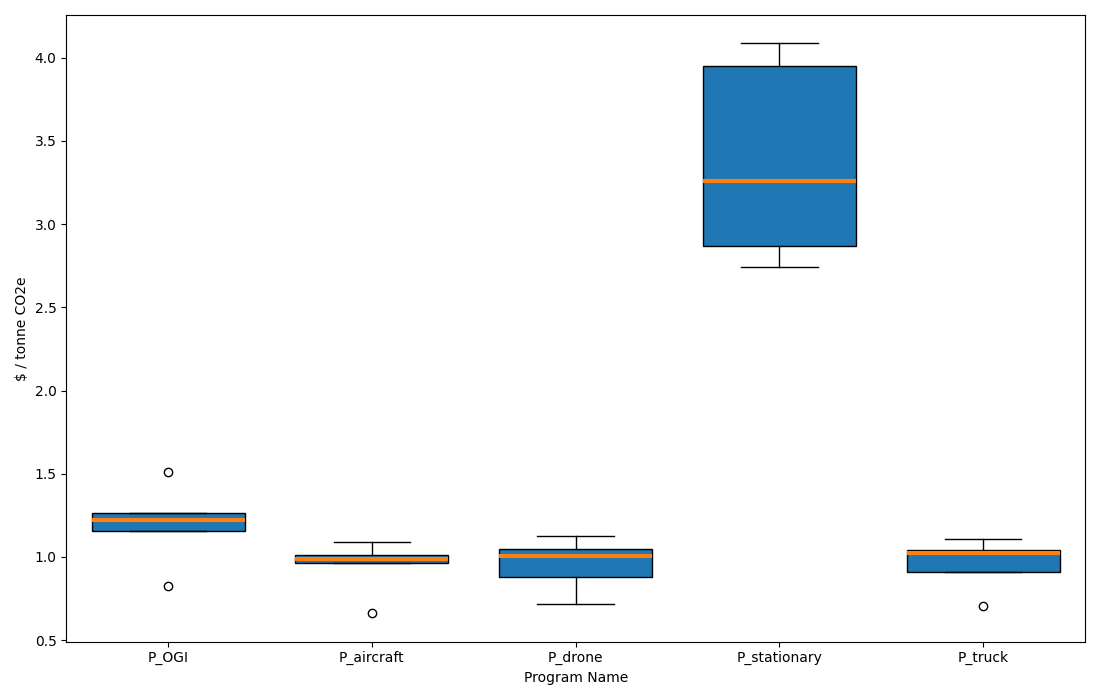 4.0
3.5
3.0
2.5
2.0
1.5
1.0
0.5
$ / tonne CO2e
P_OGI P_aircraft P_drone P_stationary P_truck
Program Name